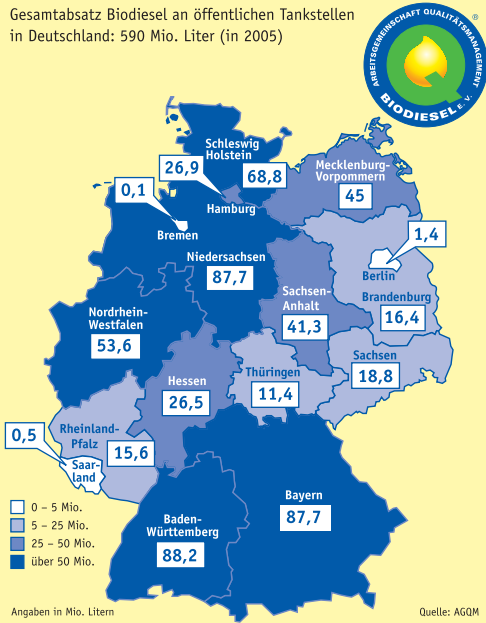 Gesamtabsatz Biodiesel an öffentlichen Tankstellen
in Deutschland: 590 Mio. Liter (in 2005)
ARBEITSGEMEINSCHAFT QUALITÄTSMANAGEMENT
BIODIESEL E. V.
®
Schleswig
Holstein
68,8
26,9
Hamburg
Mecklenburg-
Vorpommern
45
0,1
Bremen
Niedersachsen
87,7
1,4
Berlin
Brandenburg
16,4
Sachsen-
Anhalt
41,3
Nordrhein-
Westfalen
53,6
Hessen
26,5
Thüringen
11,4
Sachsen
18,8
0,5
Saar-
land
Rheinland-
Pfalz
15,6
Baden-
Württemberg
88,2
Bayern
87,7
0 – 5 Mio.
5 – 25 Mio.
25 – 50 Mio.
über 50 Mio.
Angaben in Mio. Litern
Quelle: AGQM